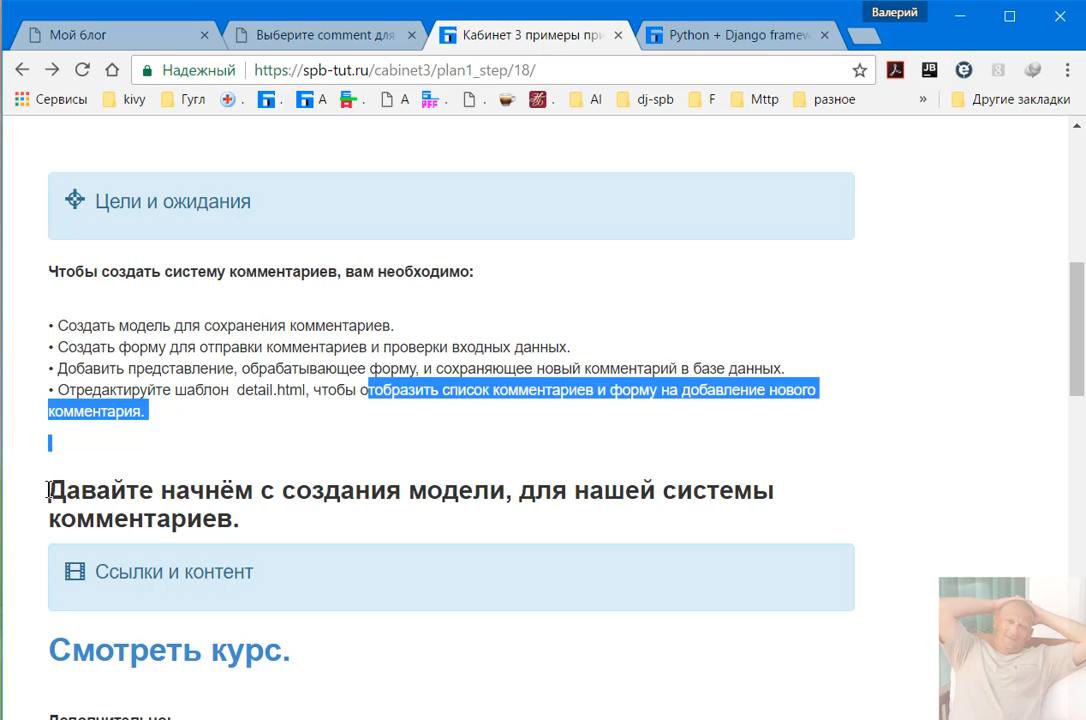 Валерий
Мой блог
Выберите comment для
Кабинет 3 примеры при
Python + Django framew
Надежный
https://spb-tut.ru/cabinet3/plan1_step/18/
Сервисы kivy Гугл . . A . A . . AI dj-spb F Mttp разное » Другие закладки
Цели и ожидания
Чтобы создать систему комментариев, вам необходимо:
• Создать модель для сохранения комментариев.
• Создать форму для отправки комментариев и проверки входных данных.
• Добавить представление, обрабатывающее форму, и сохраняющее новый комментарий в базе данных.
• Отредактируйте шаблон detail.html, чтобы отобразить список комментариев и форму на добавление нового
комментария.
Давайте начнём с создания модели, для нашей системы
комментариев.
Ссылки и контент
Смотреть курс.